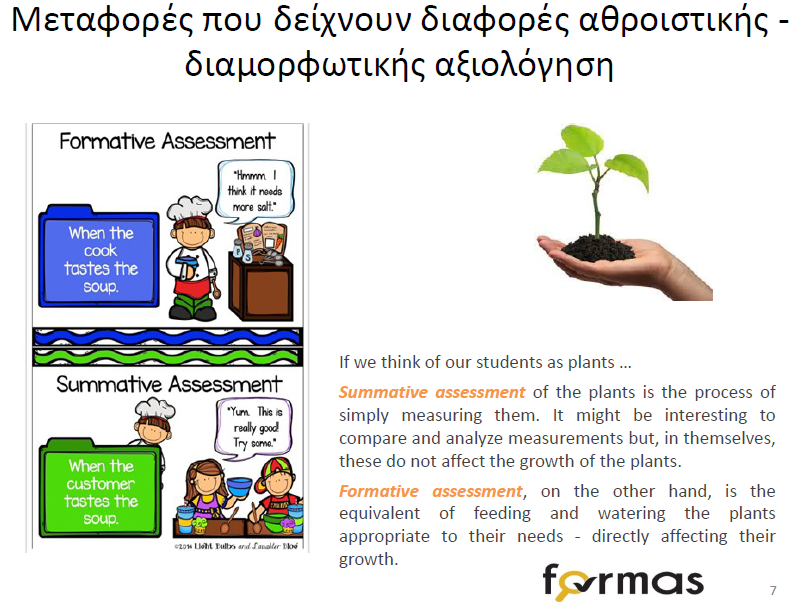 Μεταφορές που δείχνουν διαφορές αθροιστικής -
διαμορφωτικής αξιολόγηση
Formative Assessment
"Hmmm. I
think it needs
more salt."
When the
cook
tastes the
soup.
Summative Assessment
"Yum. This is
really good!
Try some."
When the
customer
tastes the
soup.
©2014 Light Bulbs and Laughter Blog
If we think of our students as plants …
Summative assessment of the plants is the process of
simply measuring them. It might be interesting to
compare and analyze measurements but, in themselves,
these do not affect the growth of the plants.
Formative assessment, on the other hand, is the
equivalent of feeding and watering the plants
appropriate to their needs - directly affecting their
growth.
formas
7